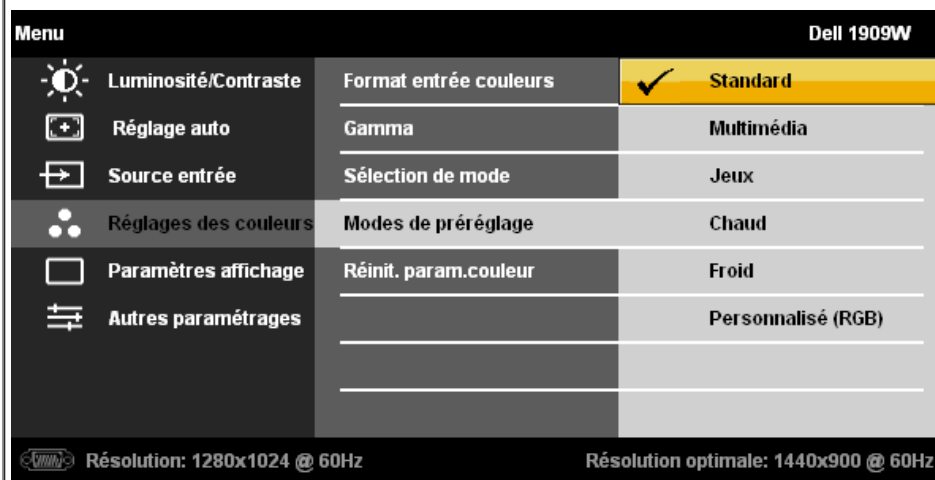 Menu Dell 1909W
Luminosité/Contraste Format entrée couleurs Standard
Réglage auto Gamma Multimédia
Source entrée Sélection de mode Jeux
Réglages des couleurs Modes de préréglage Chaud
Paramètres affichage Réinit. param.couleur Froid
Autres paramétrages Personnalisé (RGB)
Résolution: 1280x1024 @ 60Hz Résolution optimale: 1440x900 @ 60Hz